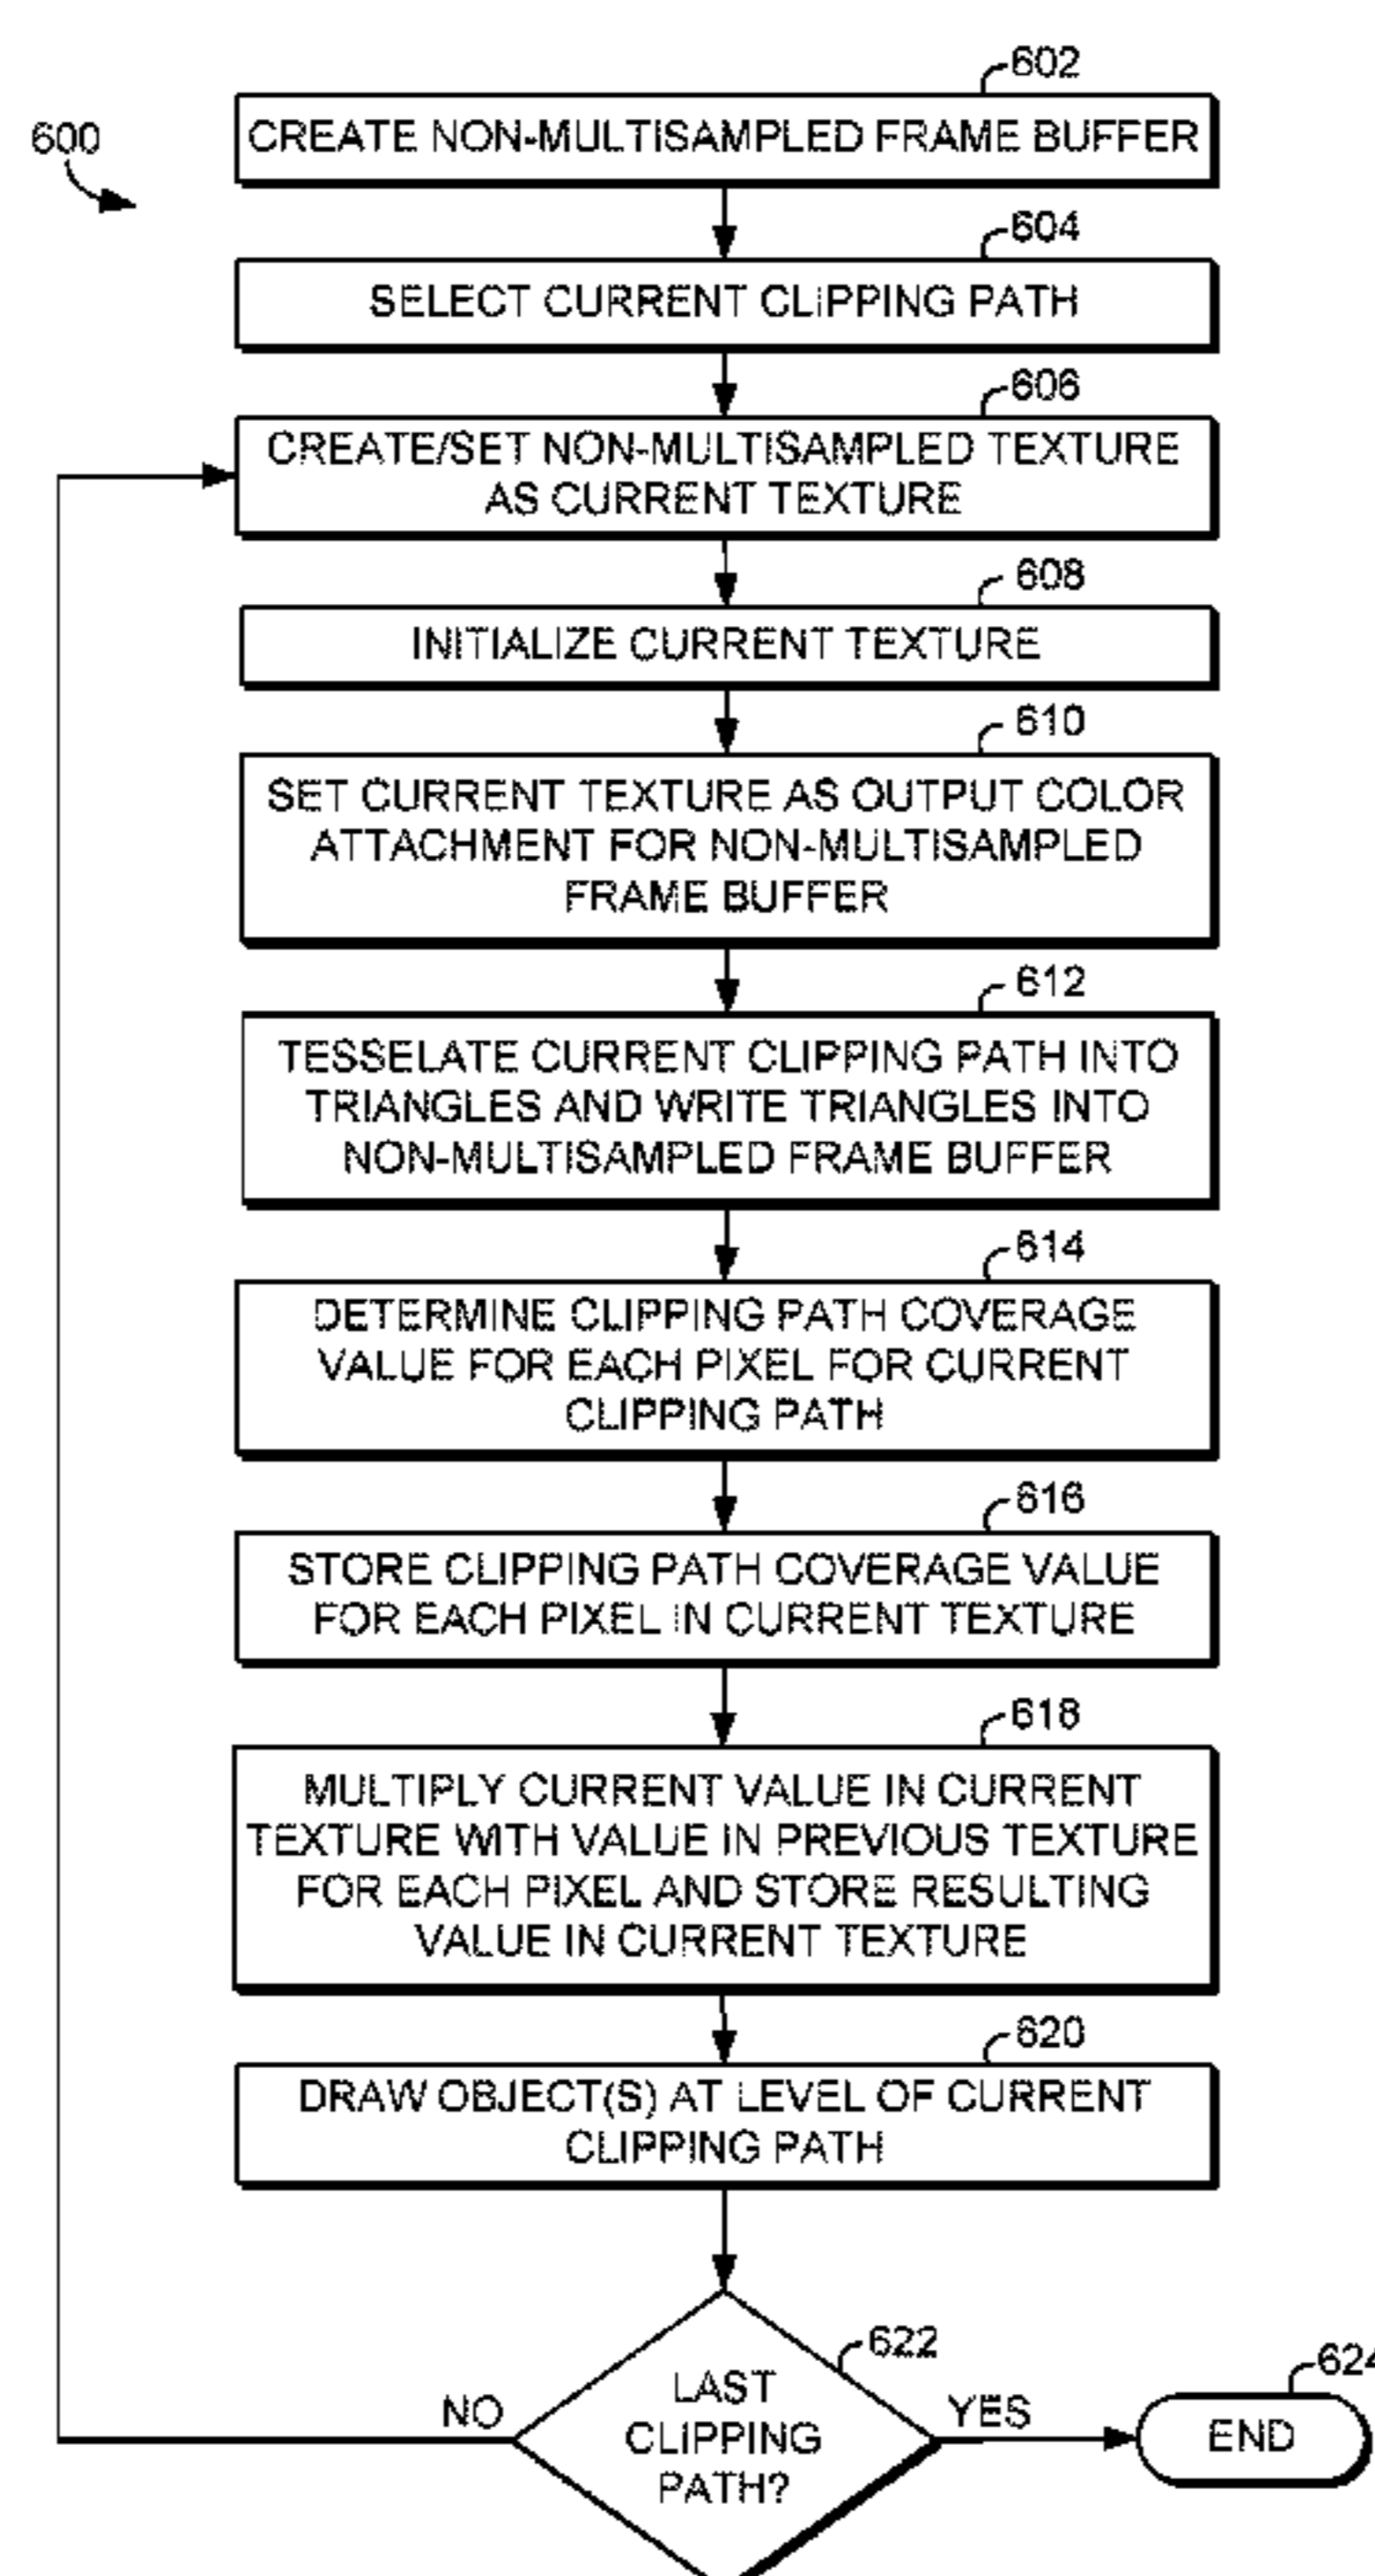 602
600
CREATE NON-MULTISAMPLED FRAME BUFFER
604
SELECT CURRENT CLIPPING PATH
606
CREATE/SET NON-MULTISAMPLED TEXTURE
AS CURRENT TEXTURE
608
INITIALIZE CURRENT TEXTURE
610
SET CURRENT TEXTURE AS OUTPUT COLOR
ATTACHMENT FOR NON-MULTISAMPLED
FRAME BUFFER
612
TESSELATE CURRENT CLIPPING PATH INTO
TRIANGLES AND WRITE TRIANGLES INTO
NON-MULTISAMPLED FRAME BUFFER
614
DETERMINE CLIPPING PATH COVERAGE
VALUE FOR EACH PIXEL FOR CURRENT
CLIPPING PATH
616
STORE CLIPPING PATH COVERAGE VALUE
FOR EACH PIXEL IN CURRENT TEXTURE
618
MULTIPLY CURRENT VALUE IN CURRENT
TEXTURE WITH VALUE IN PREVIOUS TEXTURE
FOR EACH PIXEL AND STORE RESULTING
VALUE IN CURRENT TEXTURE
620
DRAW OBJECT(S) AT LEVEL OF CURRENT
CLIPPING PATH
622
624
LAST
CLIPPING
PATH?
NO
YES
END